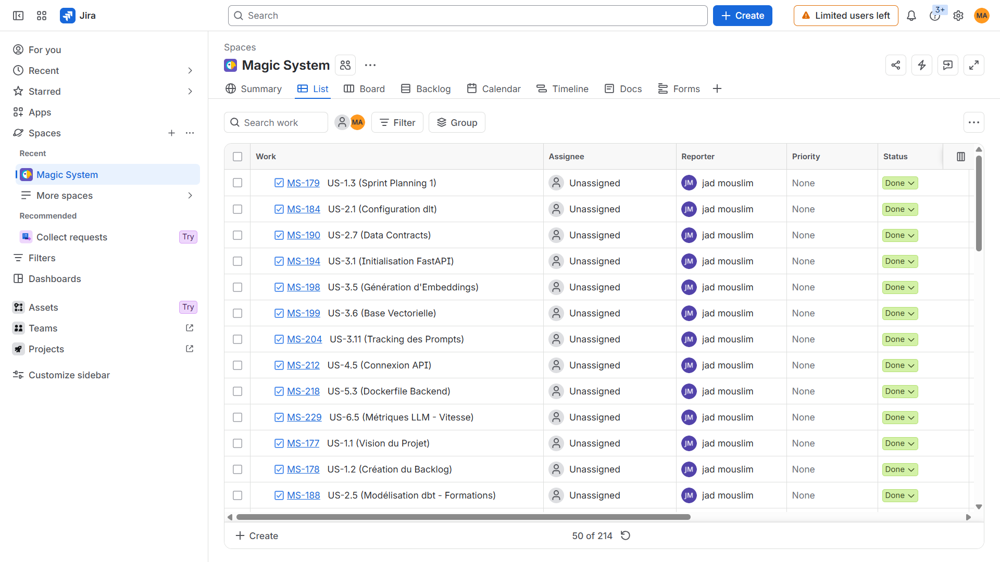 Jira
Search
Create
Limited users left
3+
MA
For you
Recent
Starred
Apps
Spaces
Recent
Magic System
More spaces
Recommended
Collect requests Try
Filters
Dashboards
Assets Try
Teams
Projects
Customize sidebar
Spaces
Magic System
Summary List Board Backlog Calendar Timeline Docs Forms
Search work MA Filter Group
Work Assignee Reporter Priority Status
MS-179 US-1.3 (Sprint Planning 1) Unassigned JM jad mouslim None Done
MS-184 US-2.1 (Configuration dlt) Unassigned JM jad mouslim None Done
MS-190 US-2.7 (Data Contracts) Unassigned JM jad mouslim None Done
MS-194 US-3.1 (Initialisation FastAPI) Unassigned JM jad mouslim None Done
MS-198 US-3.5 (Génération d'Embeddings) Unassigned JM jad mouslim None Done
MS-199 US-3.6 (Base Vectorielle) Unassigned JM jad mouslim None Done
MS-204 US-3.11 (Tracking des Prompts) Unassigned JM jad mouslim None Done
MS-212 US-4.5 (Connexion API) Unassigned JM jad mouslim None Done
MS-218 US-5.3 (Dockerfile Backend) Unassigned JM jad mouslim None Done
MS-229 US-6.5 (Métriques LLM - Vitesse) Unassigned JM jad mouslim None Done
MS-177 US-1.1 (Vision du Projet) Unassigned JM jad mouslim None Done
MS-178 US-1.2 (Création du Backlog) Unassigned JM jad mouslim None Done
MS-188 US-2.5 (Modélisation dbt - Formations) Unassigned JM jad mouslim None Done
Create 50 of 214